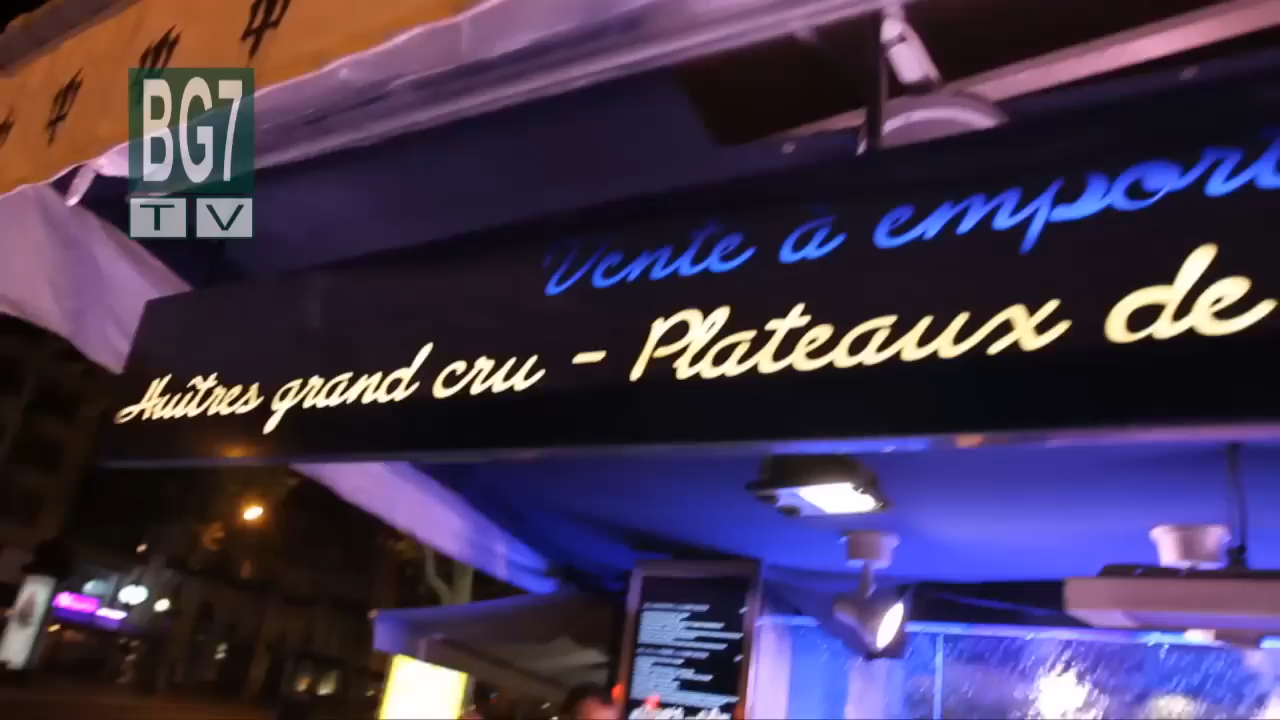 BG7
TV
Vente à emport
Huîtres grand cru - Plateaux de